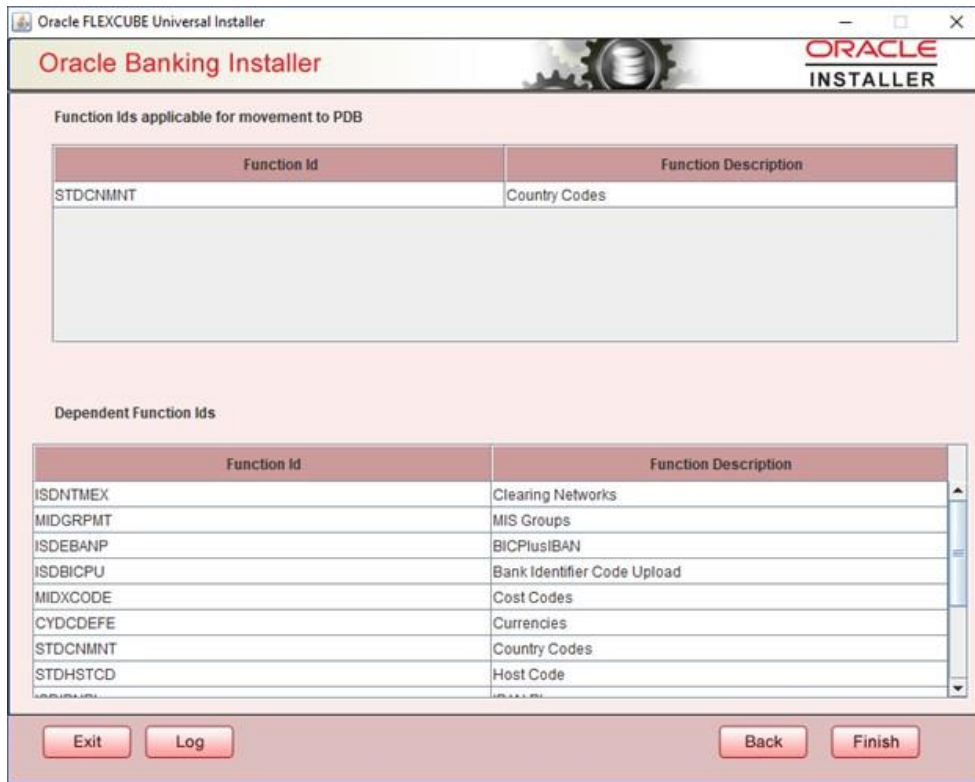 Oracle FLEXCUBE Universal Installer
Oracle Banking Installer
ORACLE
INSTALLER
Function Ids applicable for movement to PDB
Function Id Function Description
STDCNMNT Country Codes
Dependent Function Ids
Function Id Function Description
ISDNTMEX Clearing Networks
MIDGRPMT MIS Groups
ISDEBANP BICPlusIBAN
ISDBICPU Bank Identifier Code Upload
MIDXCODE Cost Codes
CYDCDEFE Currencies
STDCNMNT Country Codes
STDHSTCD Host Code
Exit Log Back Finish